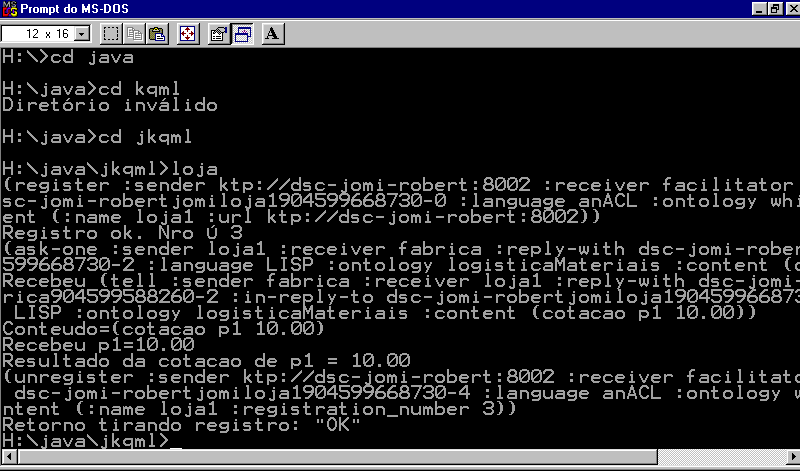 Prompt do MS-DOS
12 x 16
A
H:\>cd java
H:\java>cd kqml
Diretório inválido
H:\java>cd jkqml
H:\java\jkqml>loja
(register :sender ktp://dsc-jomi-robert:8002 :receiver facilitator
sc-jomi-robertjomiloja1904599668730-0 :language anACL :ontology whi
ent (:name loja1 :url ktp://dsc-jomi-robert:8002))
Registro ok. Nro Ú 3
(ask-one :sender loja1 :receiver fabrica :reply-with dsc-jomi-rober
599668730-2 :language LISP :ontology logisticaMateriais :content (c
Recebeu (tell :sender fabrica :receiver loja1 :reply-with dsc-jomi-
rica904599588260-2 :in-reply-to dsc-jomi-robertjomiloja190459966873
LISP :ontology logisticaMateriais :content (cotacao p1 10.00))
Conteudo=(cotacao p1 10.00)
Recebeu p1=10.00
Resultado da cotacao de p1 = 10.00
(unregister :sender ktp://dsc-jomi-robert:8002 :receiver facilitato
dsc-jomi-robertjomiloja1904599668730-4 :language anACL :ontology w
ntent (:name loja1 :registration_number 3))
Retorno tirando registro: "OK"
H:\java\jkqml>_